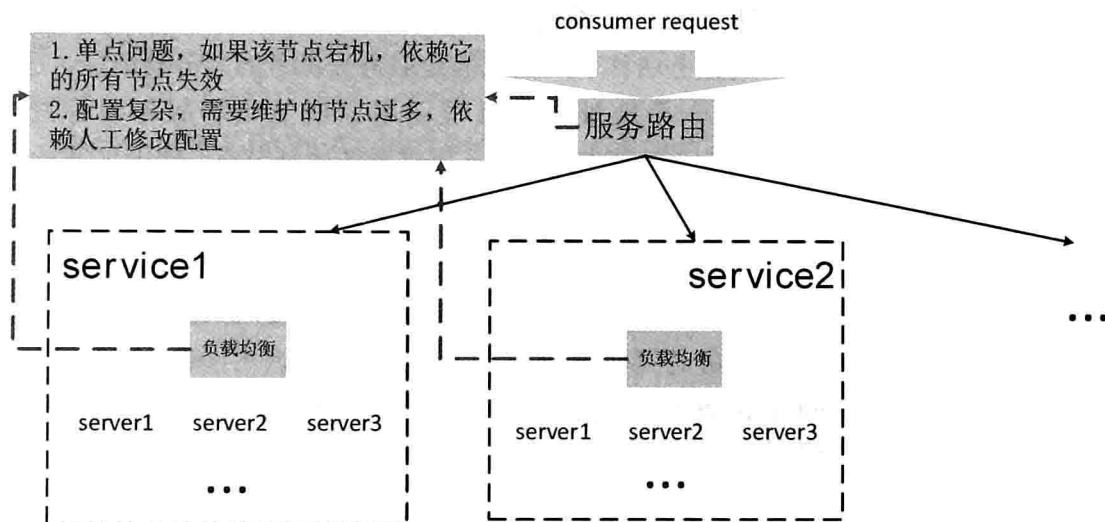 consumer request
1.单点问题，如果该节点宕机，依赖它
的所有节点失效
2.配置复杂，需要维护的节点过多，依
赖人工修改配置
服务路由
service1
service2
...
负载均衡
负载均衡
server1 server2 server3
server1 server2 server3
...
...